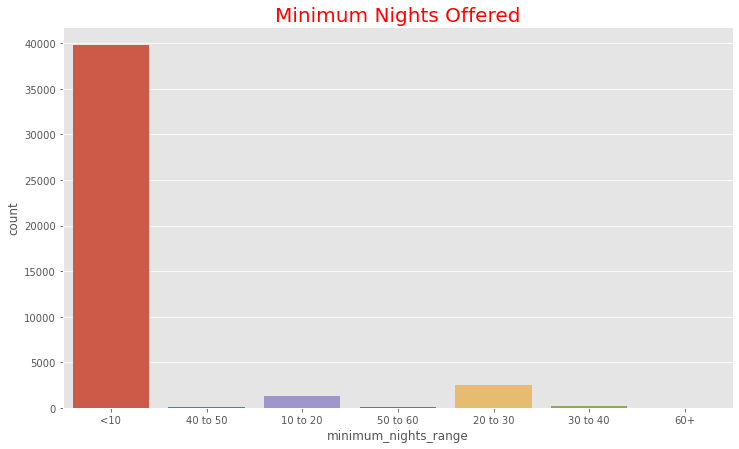 Minimum Nights Offered
40000
35000
30000
25000
20000
15000
10000
5000
0
count
<10 40 to 50 10 to 20 50 to 60 20 to 30 30 to 40 60+
minimum_nights_range